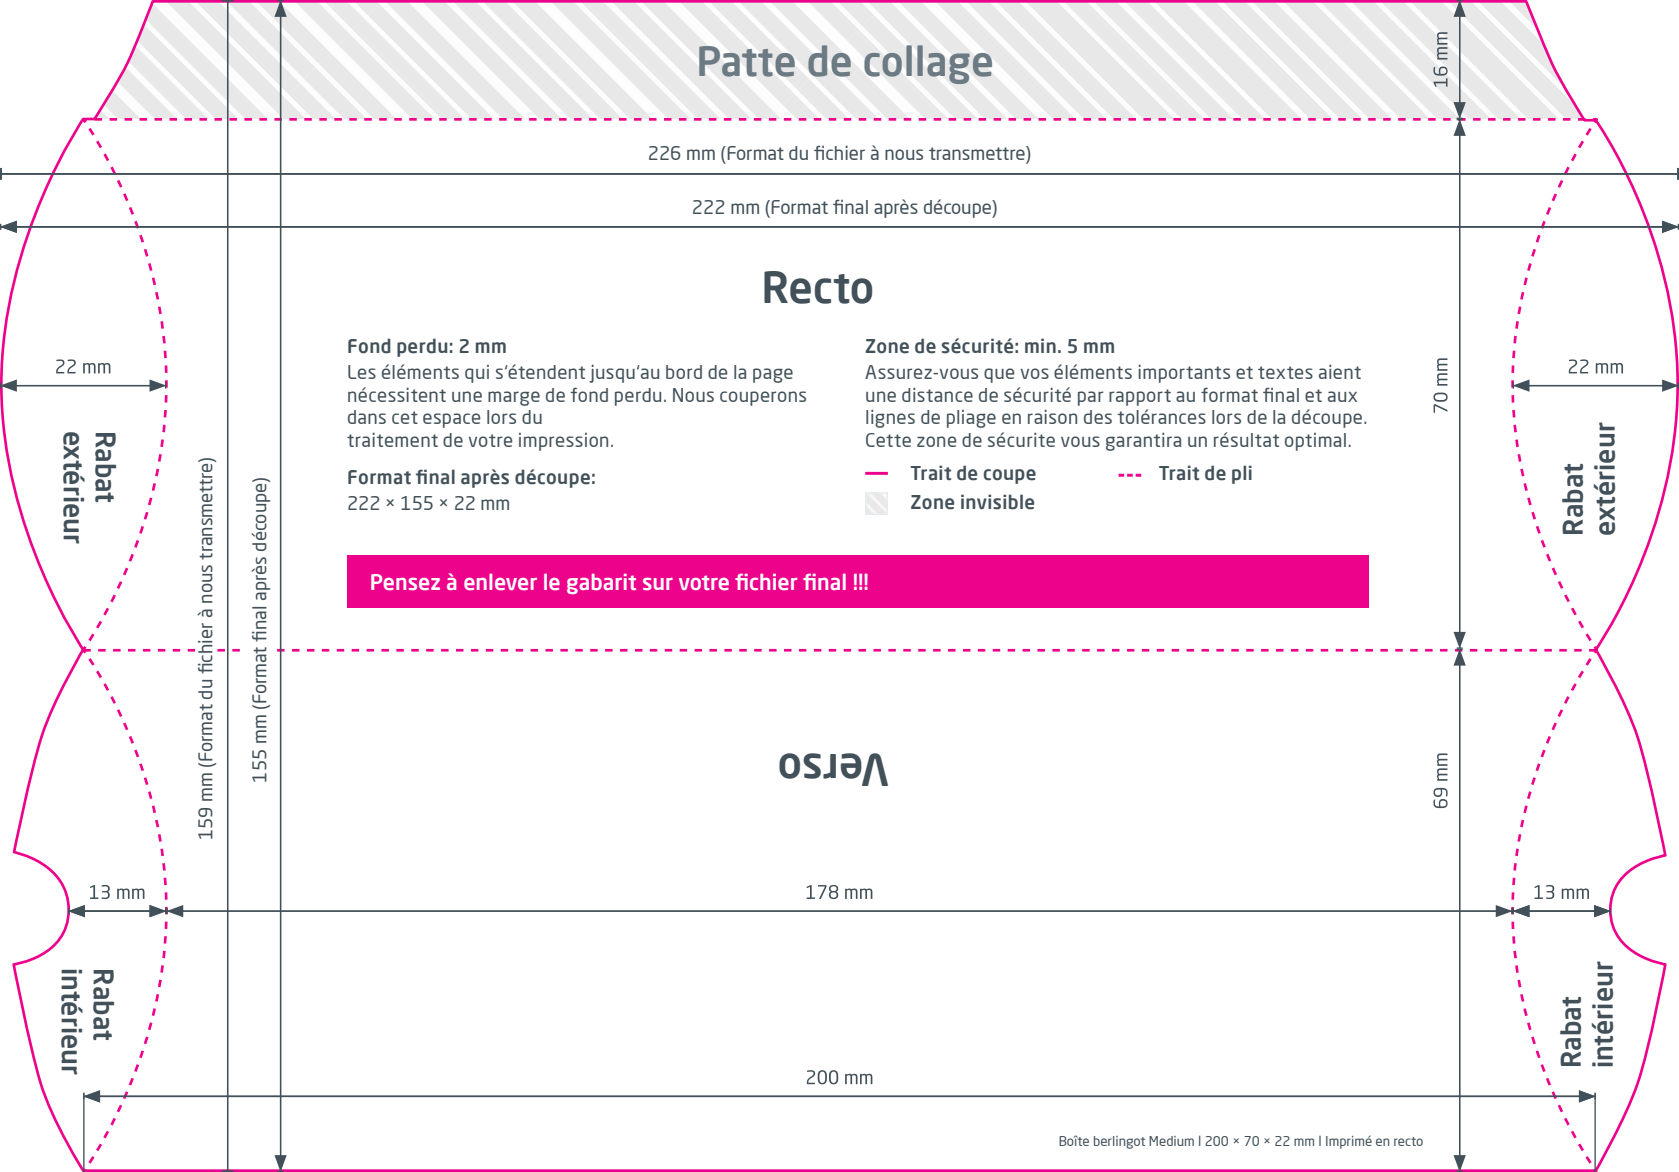 Patte de collage
16 mm
226 mm (Format du fichier à nous transmettre)
222 mm (Format final après découpe)
Recto
Fond perdu: 2 mm
Les éléments qui s'étendent jusqu'au bord de la page
nécessitent une marge de fond perdu. Nous couperons
dans cet espace lors du
traitement de votre impression.
Format final après découpe:
222 × 155 × 22 mm
Zone de sécurité: min. 5 mm
Assurez-vous que vos éléments importants et textes aient
une distance de sécurité par rapport au format final et aux
lignes de pliage en raison des tolérances lors de la découpe.
Cette zone de sécurite vous garantira un résultat optimal.
Trait de coupe
Trait de pli
Zone invisible
Pensez à enlever le gabarit sur votre fichier final !!!
22 mm
Rabat
extérieur
159 mm (Format du fichier à nous transmettre)
155 mm (Format final après découpe)
70 mm
22 mm
Rabat
extérieur
Verso
69 mm
13 mm
178 mm
13 mm
Rabat
intérieur
Rabat
intérieur
200 mm
Boîte berlingot Medium I 200 × 70 × 22 mm I Imprimé en recto